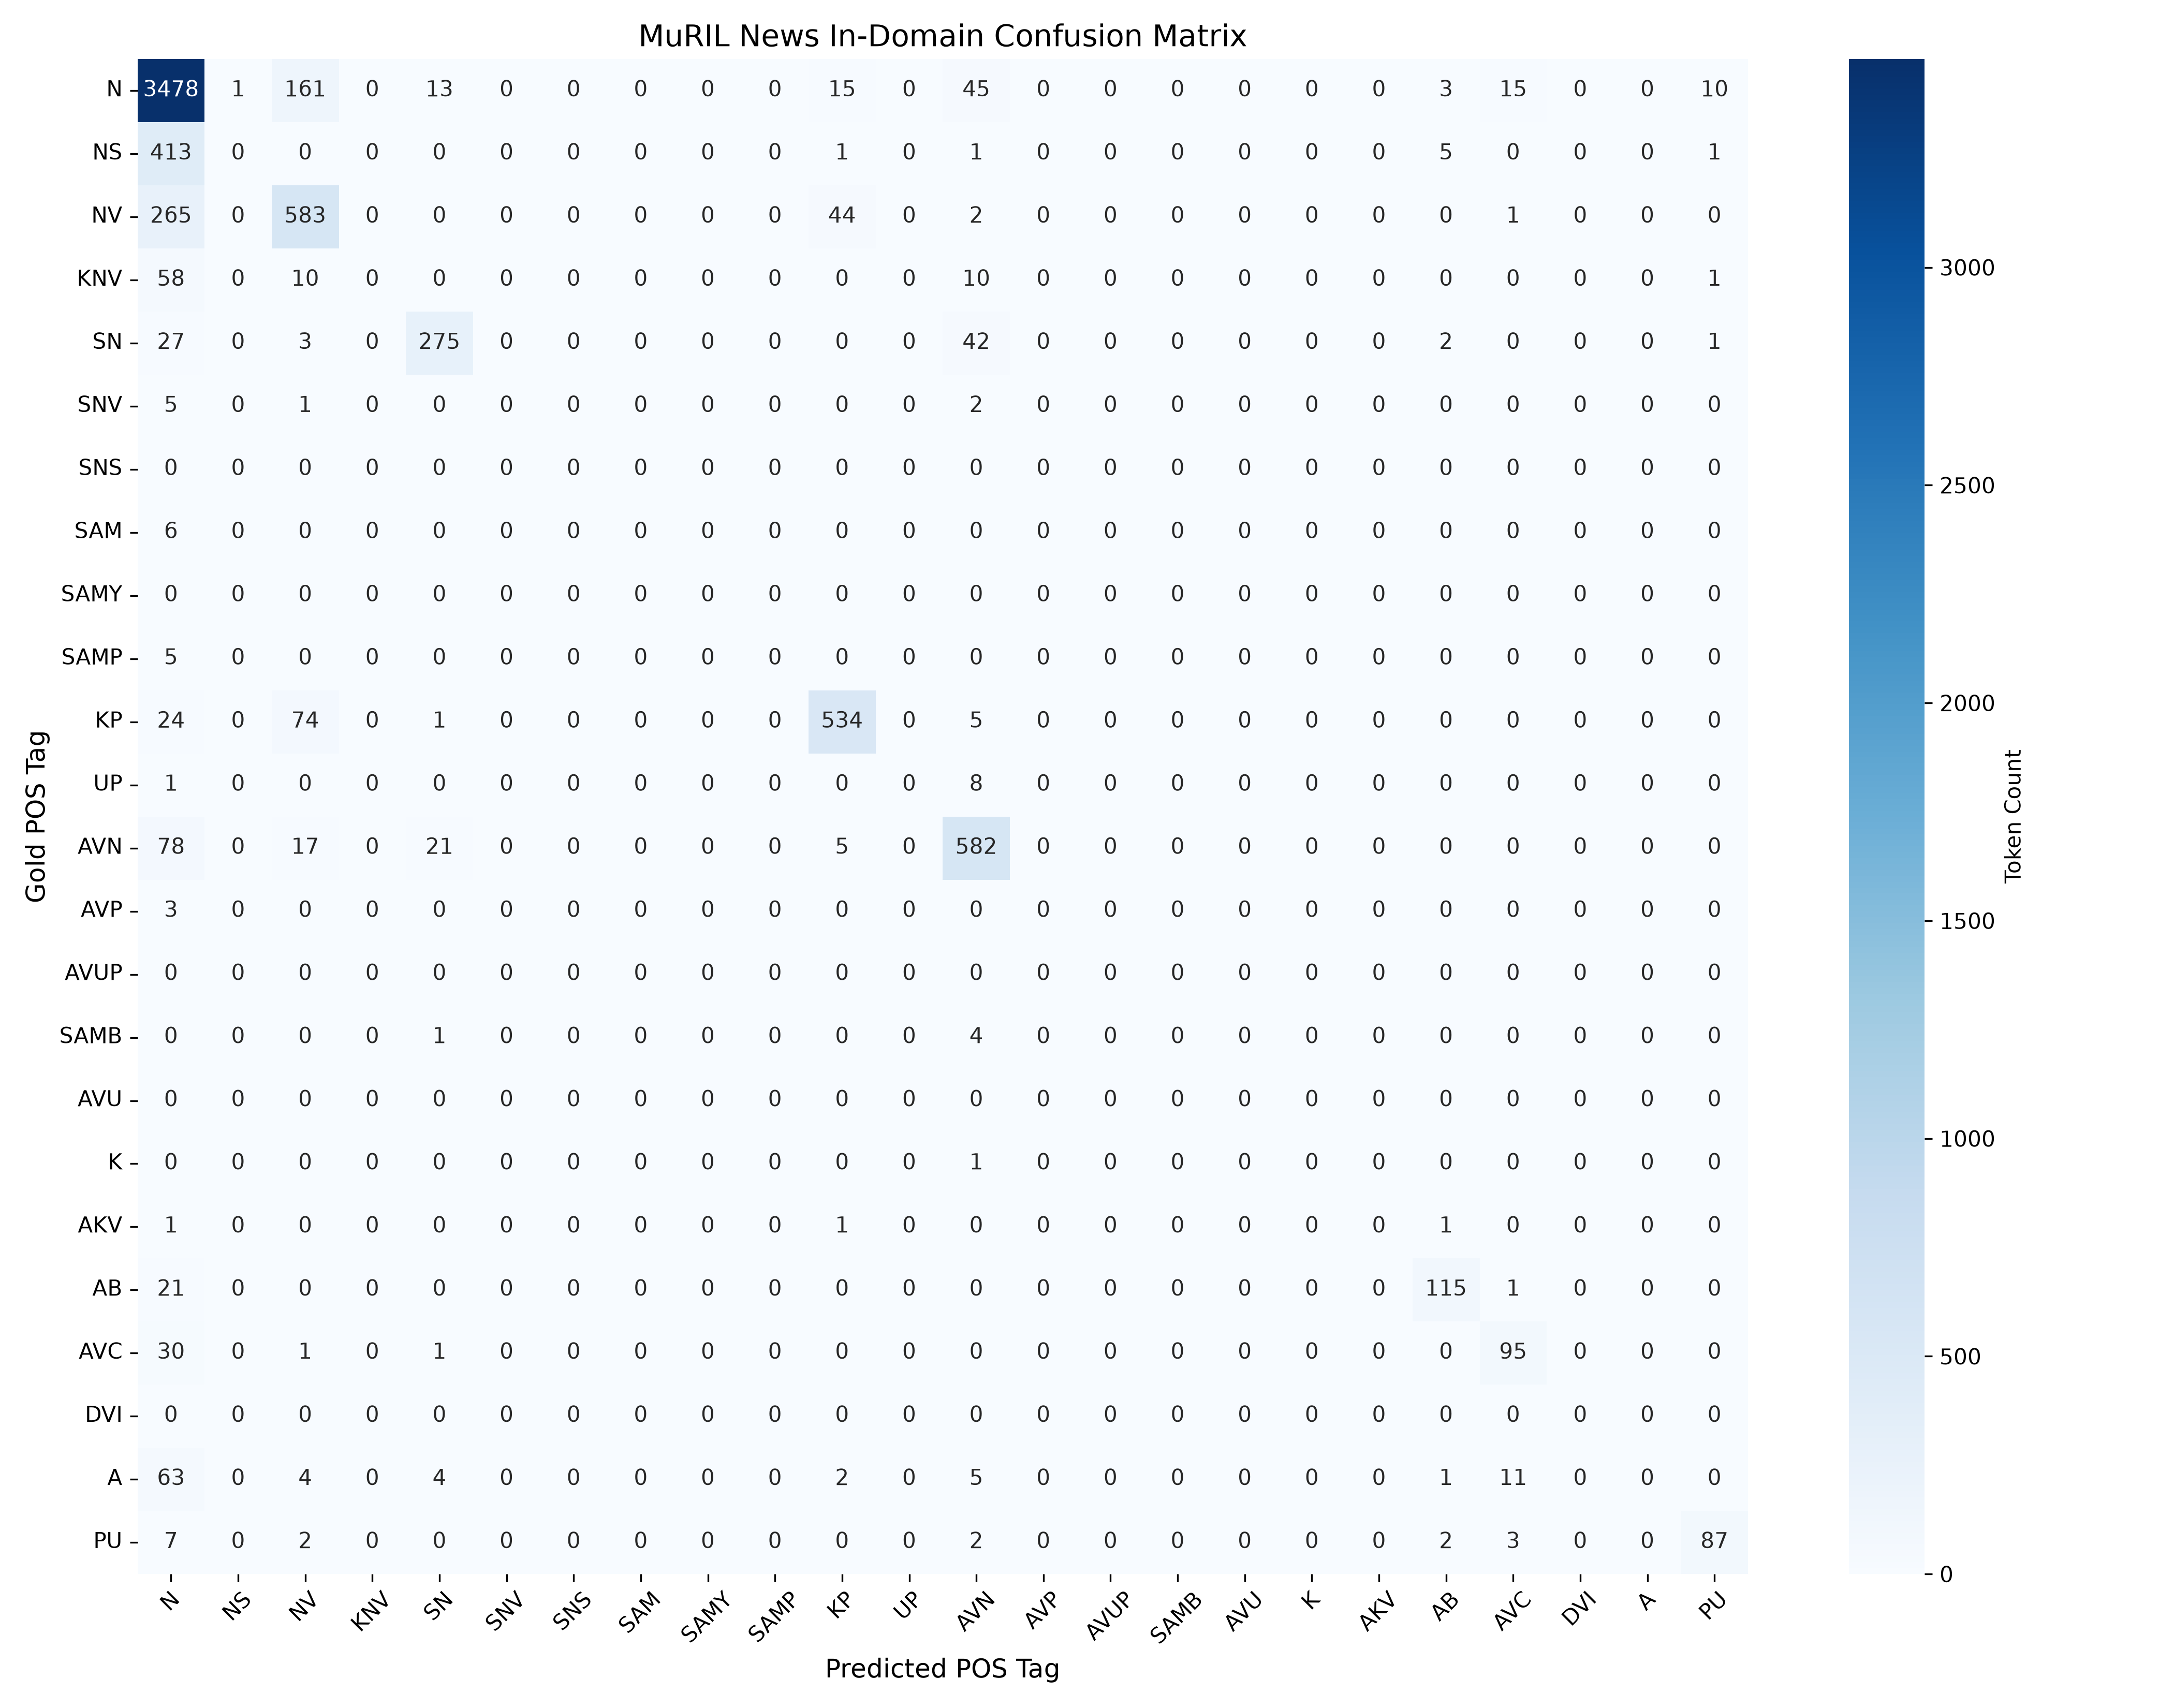 MuRIL News In-Domain Confusion Matrix
N 3478 1 161 0 13 0 0 0 0 0 15 0 45 0 0 0 0 0 0 3 15 0 0 10
NS 413 0 0 0 0 0 0 0 0 0 1 0 1 0 0 0 0 0 0 5 0 0 0 1
NV 265 0 583 0 0 0 0 0 0 0 44 0 2 0 0 0 0 0 0 0 1 0 0 0
KNV 58 0 10 0 0 0 0 0 0 0 0 0 10 0 0 0 0 0 0 0 0 0 0 1
SN 27 0 3 0 275 0 0 0 0 0 0 0 42 0 0 0 0 0 0 2 0 0 0 1
SNV 5 0 1 0 0 0 0 0 0 0 0 0 2 0 0 0 0 0 0 0 0 0 0 0
SNS 0 0 0 0 0 0 0 0 0 0 0 0 0 0 0 0 0 0 0 0 0 0 0 0
SAM 6 0 0 0 0 0 0 0 0 0 0 0 0 0 0 0 0 0 0 0 0 0 0 0
SAMY 0 0 0 0 0 0 0 0 0 0 0 0 0 0 0 0 0 0 0 0 0 0 0 0
SAMP 5 0 0 0 0 0 0 0 0 0 0 0 0 0 0 0 0 0 0 0 0 0 0 0
KP 24 0 74 0 1 0 0 0 0 0 534 0 5 0 0 0 0 0 0 0 0 0 0 0
UP 1 0 0 0 0 0 0 0 0 0 0 0 8 0 0 0 0 0 0 0 0 0 0 0
AVN 78 0 17 0 21 0 0 0 0 0 5 0 582 0 0 0 0 0 0 0 0 0 0 0
AVP 3 0 0 0 0 0 0 0 0 0 0 0 0 0 0 0 0 0 0 0 0 0 0 0
AVUP 0 0 0 0 0 0 0 0 0 0 0 0 0 0 0 0 0 0 0 0 0 0 0 0
SAMB 0 0 0 0 1 0 0 0 0 0 0 0 4 0 0 0 0 0 0 0 0 0 0 0
AVU 0 0 0 0 0 0 0 0 0 0 0 0 0 0 0 0 0 0 0 0 0 0 0 0
K 0 0 0 0 0 0 0 0 0 0 0 0 1 0 0 0 0 0 0 0 0 0 0 0
AKV 1 0 0 0 0 0 0 0 0 0 1 0 0 0 0 0 0 0 0 1 0 0 0 0
AB 21 0 0 0 0 0 0 0 0 0 0 0 0 0 0 0 0 0 0 115 1 0 0 0
AVC 30 0 1 0 1 0 0 0 0 0 0 0 0 0 0 0 0 0 0 0 95 0 0 0
DVI 0 0 0 0 0 0 0 0 0 0 0 0 0 0 0 0 0 0 0 0 0 0 0 0
A 63 0 4 0 4 0 0 0 0 0 2 0 5 0 0 0 0 0 0 1 11 0 0 0
PU 7 0 2 0 0 0 0 0 0 0 0 0 2 0 0 0 0 0 0 2 3 0 0 87
N NS NV KNV SN SNV SNS SAM SAMY SAMP KP UP AVN AVP AVUP SAMB AVU K AKV AB AVC DVI A PU
Predicted POS Tag
Gold POS Tag
3000
2500
2000
1500
1000
500
0
Token Count